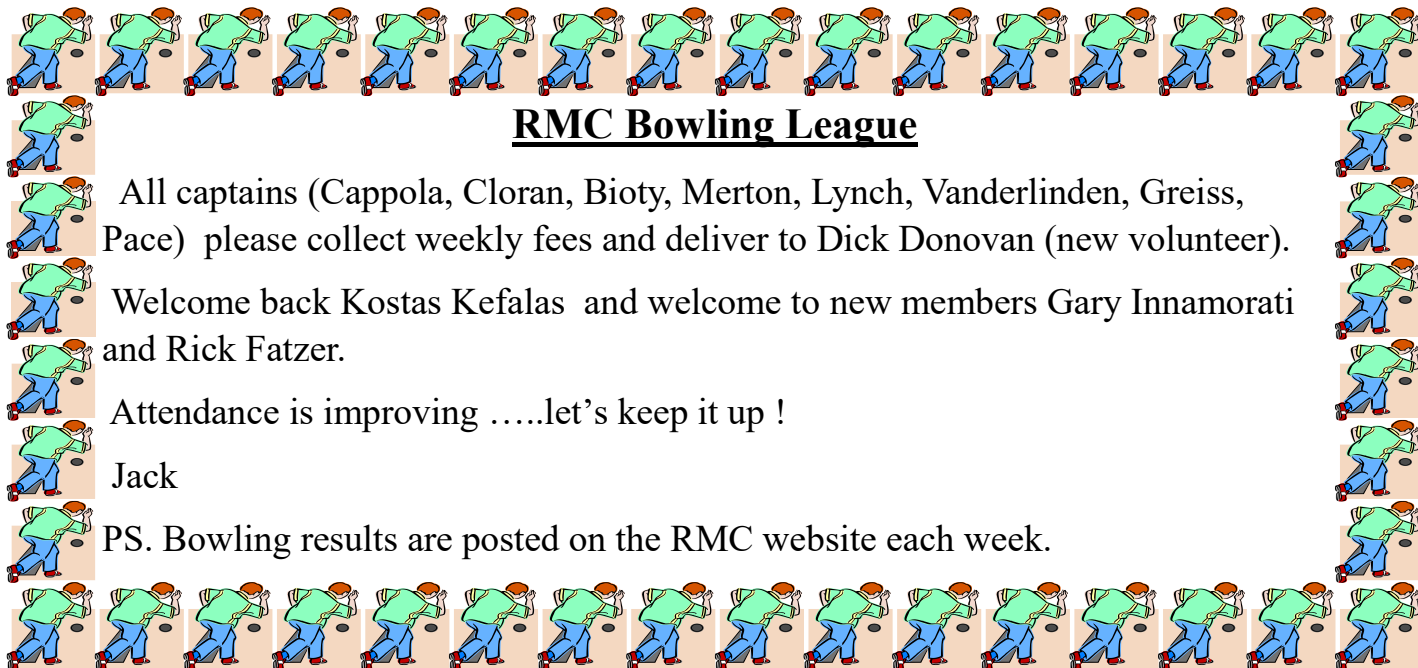 RMC Bowling League
All captains (Cappola, Cloran, Bioty, Merton, Lynch, Vanderlinden, Greiss,
Pace)  please collect weekly fees and deliver to Dick Donovan (new volunteer).
Welcome back Kostas Kefalas  and welcome to new members Gary Innamorati
and Rick Fatzer.
Attendance is improving …..let’s keep it up !
Jack
PS. Bowling results are posted on the RMC website each week.